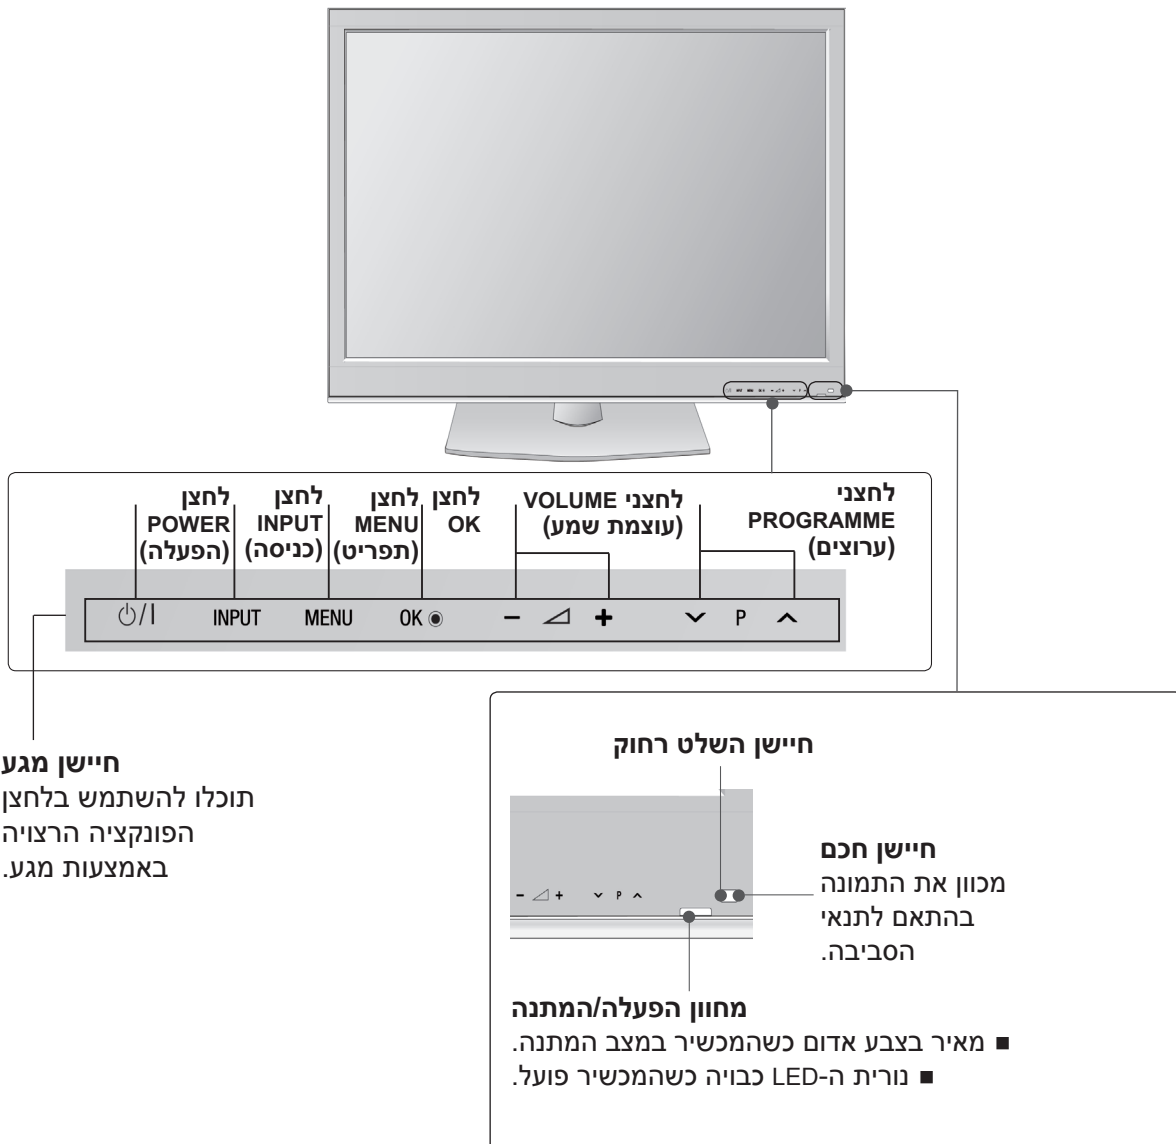 לחצני
PROGRAMME
(ערוצים)
לחצני VOLUME
(עוצמת שמע)
לחצן
OK
לחצן
MENU
(תפריט)
לחצן
INPUT
(כניסה)
לחצן
POWER
(הפעלה)
⏻/I INPUT MENU OK ◉ - ⊿ + ⌄ P ⌃
חיישן מגע
תוכלו להשתמש בלחצן
הפונקציה הרצויה
באמצעות מגע.
חיישן השלט רחוק
- ⊿ + ⌄ P ⌃
חיישן חכם
מכוון את התמונה
בהתאם לתנאי
הסביבה.
מחוון הפעלה/המתנה
■ מאיר בצבע אדום כשהמכשיר במצב המתנה.
■ נורית ה-LED כבויה כשהמכשיר פועל.